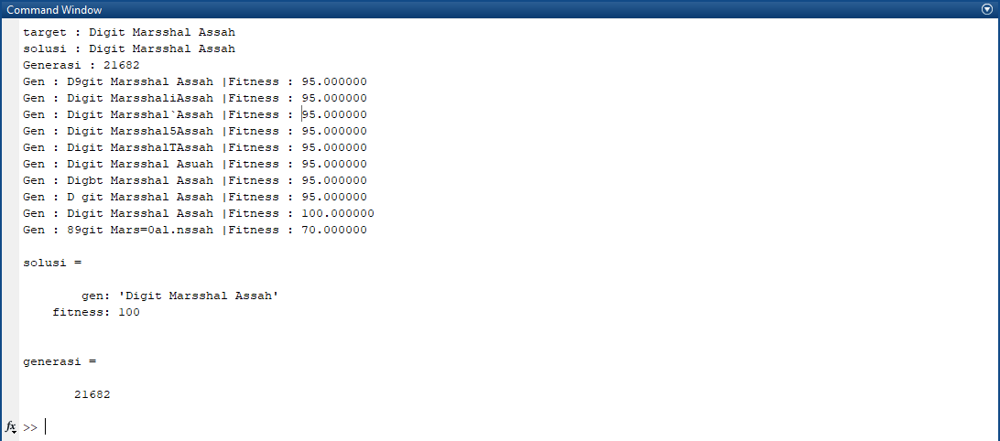 Command Window
target : Digit Marsshal Assah
solusi : Digit Marsshal Assah
Generasi : 21682
Gen : D9git Marsshal Assah |Fitness : 95.000000
Gen : Digit MarsshaliAssah |Fitness : 95.000000
Gen : Digit Marsshal`Assah |Fitness : 95.000000
Gen : Digit Marsshal5Assah |Fitness : 95.000000
Gen : Digit MarsshalTAssah |Fitness : 95.000000
Gen : Digit Marsshal Asuah |Fitness : 95.000000
Gen : Digbt Marsshal Assah |Fitness : 95.000000
Gen : D git Marsshal Assah |Fitness : 95.000000
Gen : Digit Marsshal Assah |Fitness : 100.000000
Gen : 89git Mars=0al.nssah |Fitness : 70.000000
solusi =
gen: 'Digit Marsshal Assah'
fitness: 100
generasi =
21682
fx >>